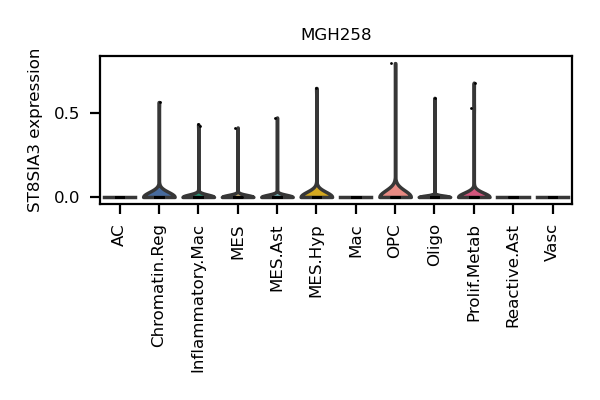 MGH258
ST8SIA3 expression
0.5
0.0
AC
Chromatin.Reg
Inflammatory.Mac
MES
MES.Ast
MES.Hyp
Mac
OPC
Oligo
Prolif.Metab
Reactive.Ast
Vasc